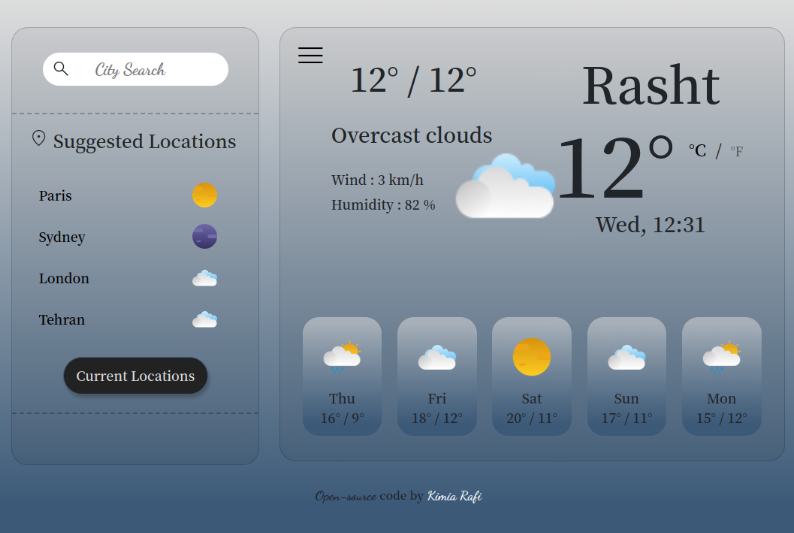 City Search
Suggested Locations
Paris
Sydney
London
Tehran
Current Locations
12° / 12°
Overcast clouds
Wind : 3 km/h
Humidity : 82 %
Rasht
12° °C / °F
Wed, 12:31
Thu
16° / 9°
Fri
18° / 12°
Sat
20° / 11°
Sun
17° / 11°
Mon
15° / 12°
Open-source code by Kimia Rafi